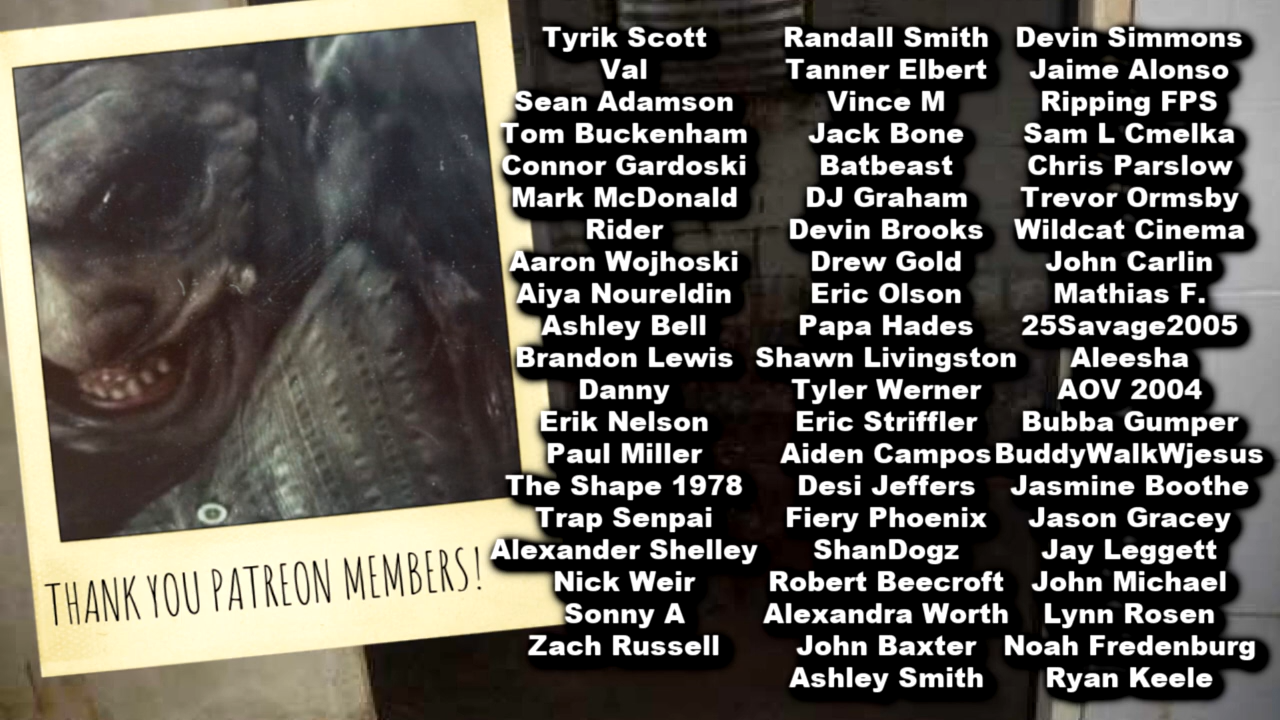 THANK YOU PATREON MEMBERS!
Tyrik Scott
Val
Sean Adamson
Tom Buckenham
Connor Gardoski
Mark McDonald
Rider
Aaron Wojhoski
Aiya Noureldin
Ashley Bell
Brandon Lewis
Danny
Erik Nelson
Paul Miller
The Shape 1978
Trap Senpai
Alexander Shelley
Nick Weir
Sonny A
Zach Russell
Randall Smith
Tanner Elbert
Vince M
Jack Bone
Batbeast
DJ Graham
Devin Brooks
Drew Gold
Eric Olson
Papa Hades
Shawn Livingston
Tyler Werner
Eric Striffler
Aiden Campos
Desi Jeffers
Fiery Phoenix
ShanDogz
Robert Beecroft
Alexandra Worth
John Baxter
Ashley Smith
Devin Simmons
Jaime Alonso
Ripping FPS
Sam L Cmelka
Chris Parslow
Trevor Ormsby
Wildcat Cinema
John Carlin
Mathias F.
25Savage2005
Aleesha
AOV 2004
Bubba Gumper
BuddyWalkWjesus
Jasmine Boothe
Jason Gracey
Jay Leggett
John Michael
Lynn Rosen
Noah Fredenburg
Ryan Keele